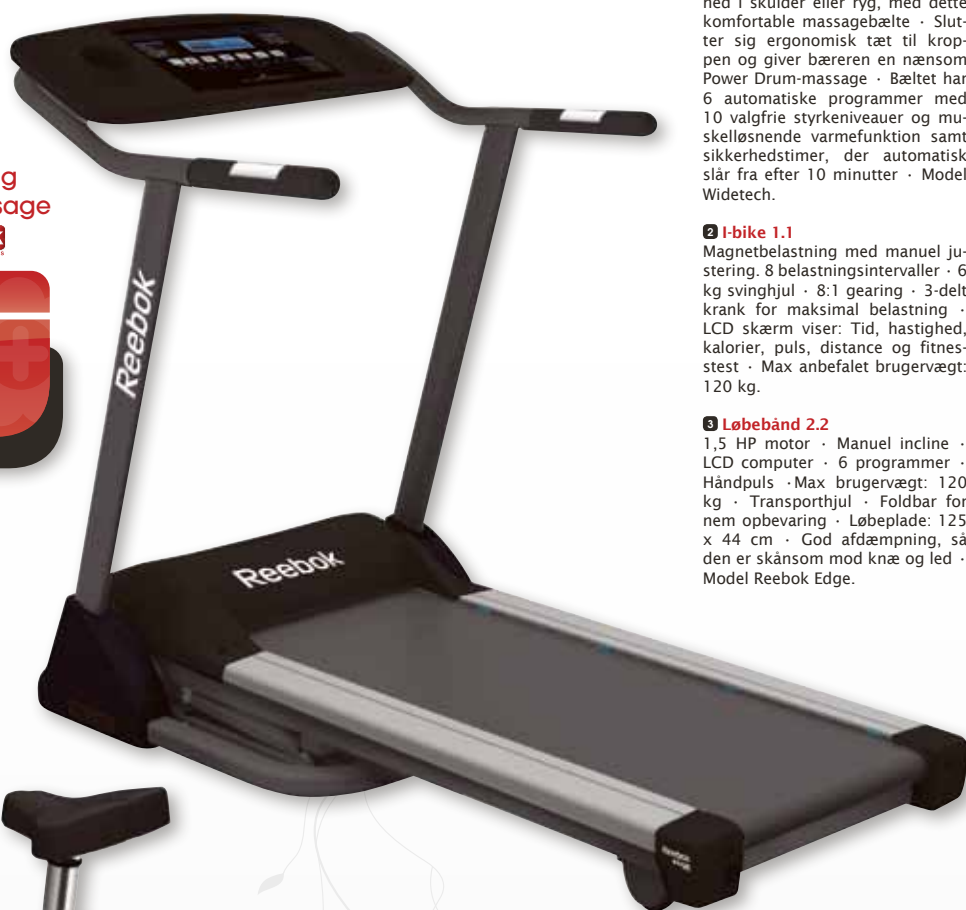 hed i skulder eller ryg, med dette
komfortable massagebælte · Slut-
ter sig ergonomisk tæt til krop-
pen og giver bæreren en nænsom
Power Drum-massage · Bæltet har
6 automatiske programmer med
10 valgfrie styrkeniveauer og mu-
skelløsnende varmefunktion samt
sikkerhedstimer, der automatisk
slår fra efter 10 minutter · Model
Widetech.
2 I-bike 1.1
Magnetbelastning med manuel ju-
stering. 8 belastningsintervaller · 6
kg svinghjul · 8:1 gearing · 3-delt
krank for maksimal belastning ·
LCD skærm viser: Tid, hastighed,
kalorier, puls, distance og fitnes-
stest · Max anbefalet brugervægt:
120 kg.
3 Løbebånd 2.2
1,5 HP motor · Manuel incline ·
LCD computer · 6 programmer ·
Håndpuls · Max brugervægt: 120
kg · Transporthjul · Foldbar for
nem opbevaring · Løbeplade: 125
x 44 cm · God afdæmpning, så
den er skånsom mod knæ og led ·
Model Reebok Edge.
g
sage
Reebok
Reebok